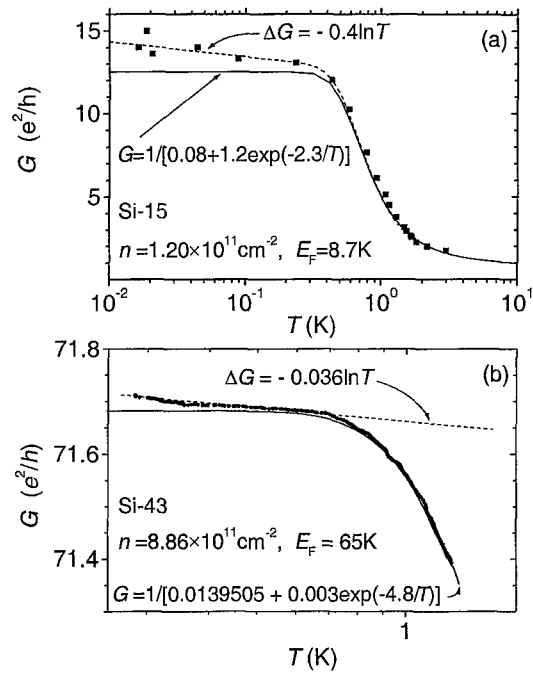 15
10
5
G (e²/h)
ΔG = - 0.4lnT
(a)
G=1/[0.08+1.2exp(-2.3/T)]
Si-15
n=1.20×10¹¹cm⁻², E_F=8.7K
10⁻² 10⁻¹ 10⁰ 10¹
T (K)
71.8
71.6
71.4
G (e²/h)
ΔG = - 0.036lnT
(b)
Si-43
n=8.86×10¹¹cm⁻², E_F = 65K
G=1/[0.0139505 + 0.003exp(-4.8/T)]
1
T (K)